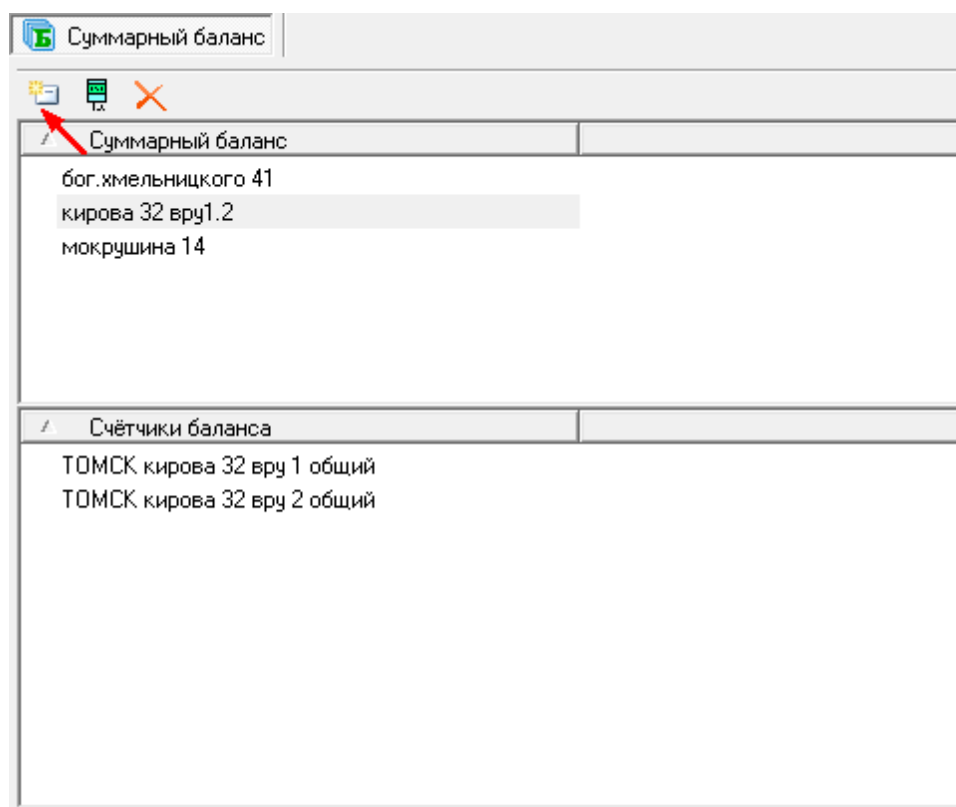 Суммарный баланс
Суммарный баланс
бог.хмельницкого 41
кирова 32 вру1.2
мокрушина 14
Счётчики баланса
ТОМСК кирова 32 вру 1 общий
ТОМСК кирова 32 вру 2 общий